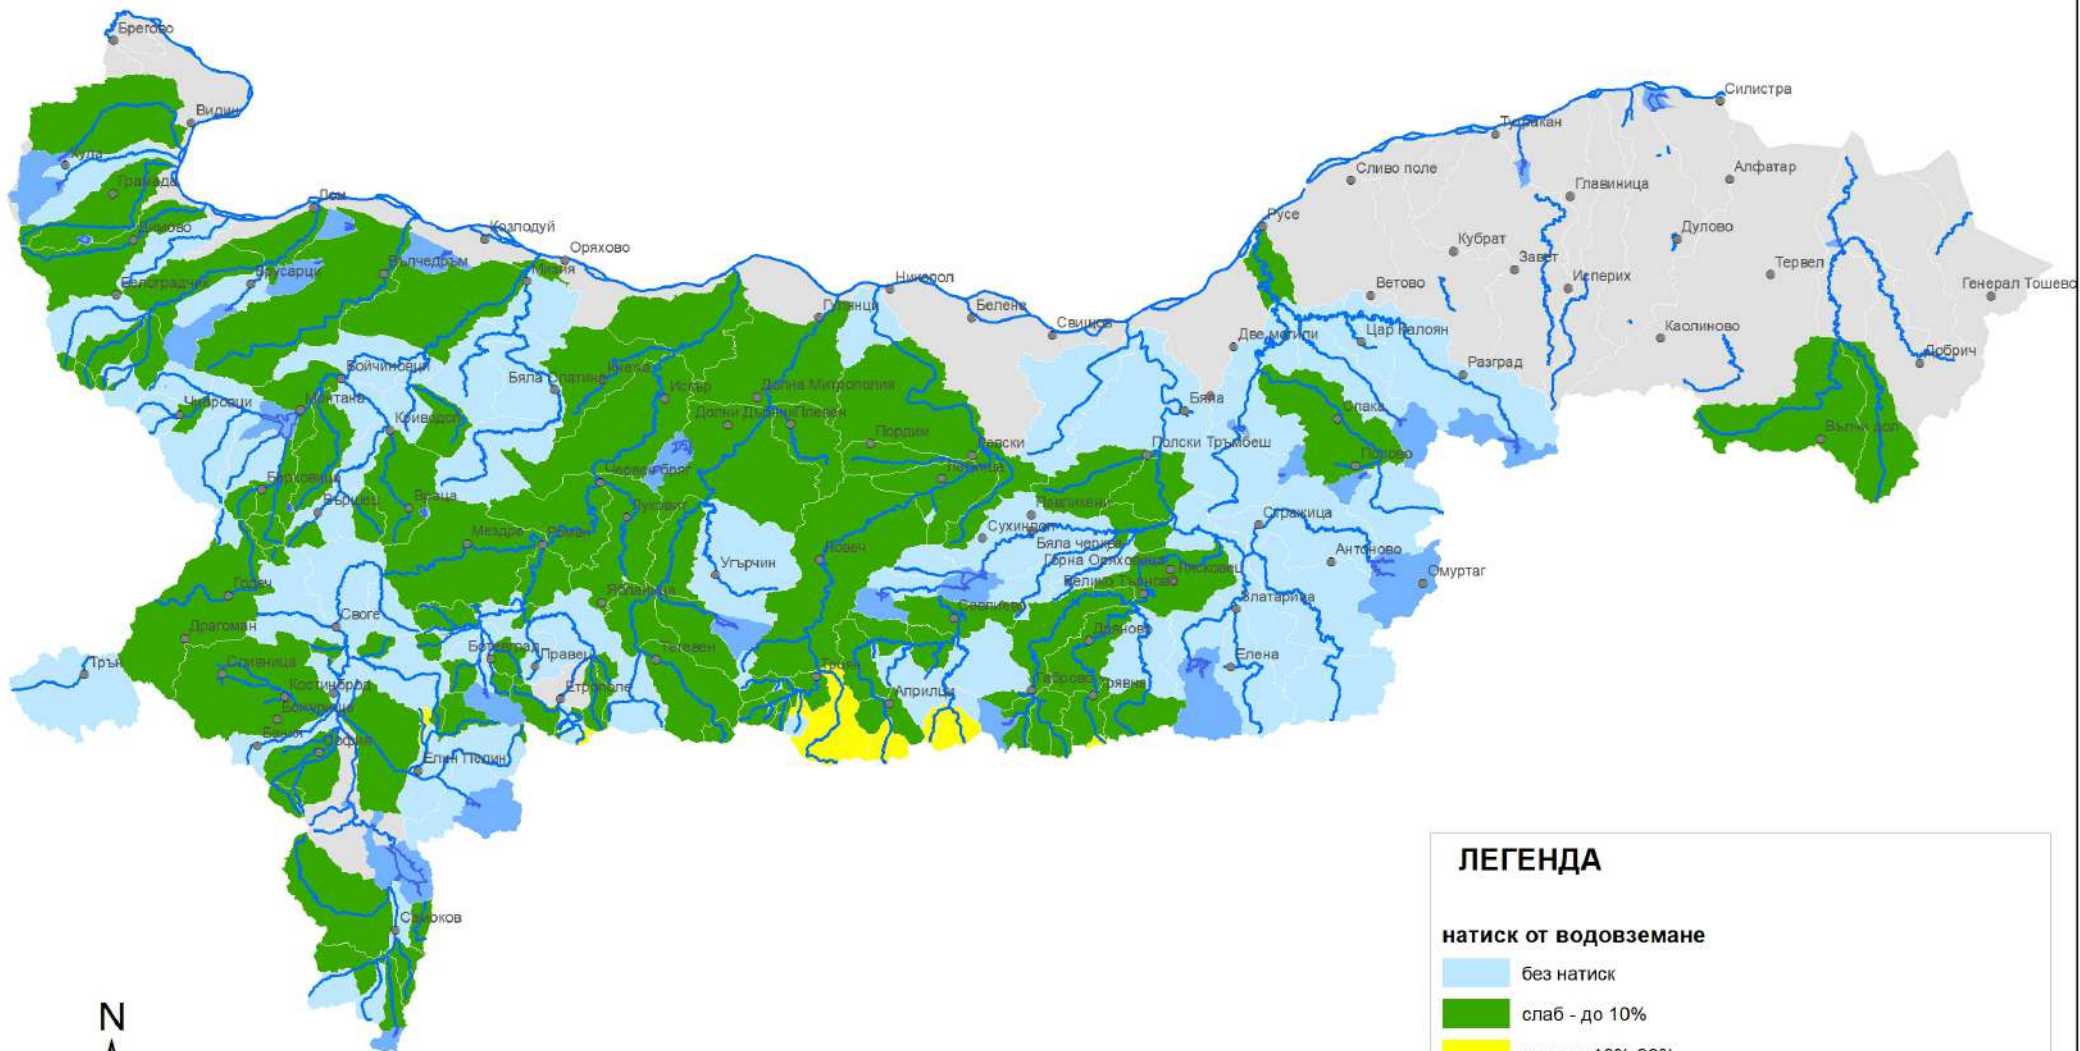 Брегово
Видин
Кула
Грамада
Димово
Белоградчик
Лом
Козлодуй
Оряхово
Мизия
Вълчедръм
Брусарци
Никопол
Гулянци
Белене
Свищов
Русе
Сливо поле
Тутракан
Силистра
Алфатар
Главиница
Дулово
Кубрат
Завет
Исперих
Тервел
Генерал Тошево
Ветово
Каолиново
Добрич
Цар Калоян
Разград
Две могили
Бяла
Опака
Попово
Вълчи дол
Полски Тръмбеш
Бойчиновци
Монтана
Чипровци
Криводол
Бяла Слатина
Кнежа
Искър
Долна Митрополия
Долни Дъбник
Плевен
Пордим
Левски
Летница
Червен бряг
Луковит
Берковица
Вършец
Враца
Мездра
Роман
Павликени
Сухиндол
Бяла черква
Горна Оряховица
Лясковец
Велико Търново
Стражица
Антоново
Омуртаг
Златарица
Ловеч
Угърчин
Ябланица
Севлиево
Дряново
Елена
Годеч
Своге
Драгоман
Сливница
Костинброд
Божурище
Банкя
София
Трън
Ботевград
Правец
Етрополе
Тетевен
Троян
Априлци
Габрово
Трявна
Елин Пелин
Самоков
N
ЛЕГЕНДА
натиск от водовземане
без натиск
слаб - до 10%